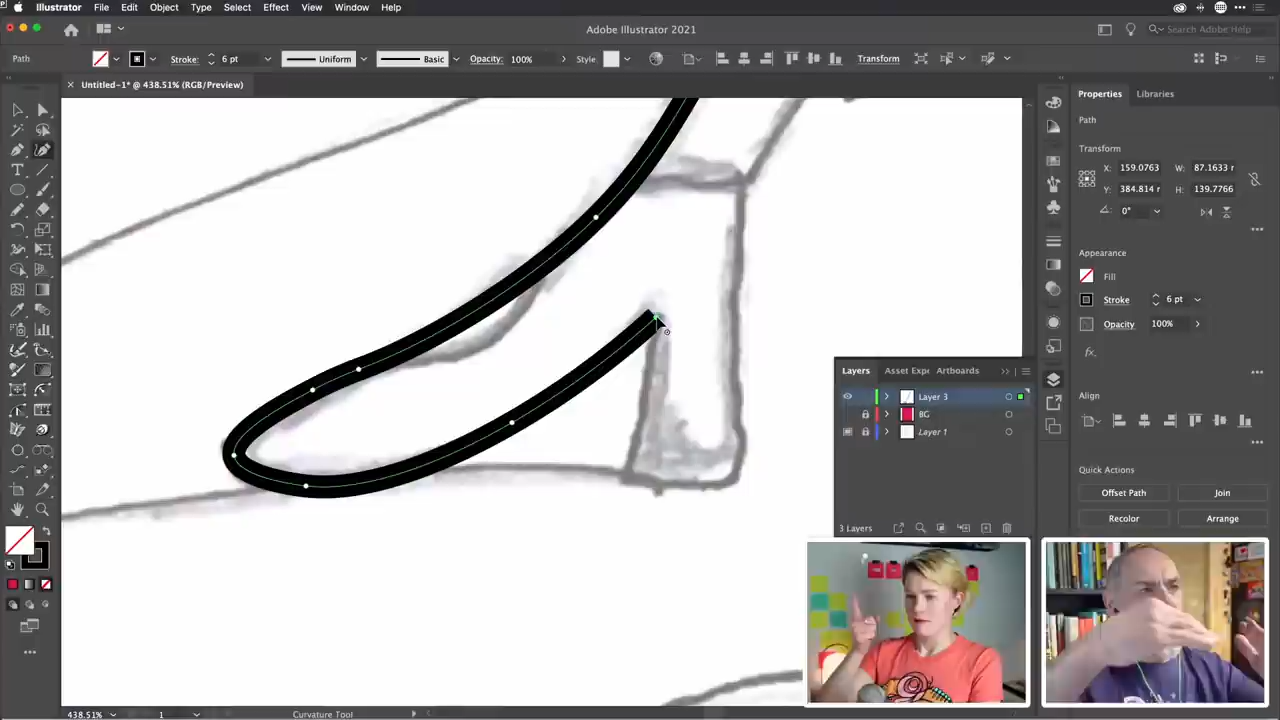 Illustrator File Edit Object Type Select Effect View Window Help
Adobe Illustrator 2021
Search Adobe Help
Path Stroke: 6 pt Uniform Basic Opacity: 100% Style: Transform
Untitled-1* @ 438.51% (RGB/Preview)
Properties Libraries
Path
Transform
X: 159.0763 W: 87.1633 r
Y: 384.814 r H: 139.7766
0°
Appearance
Fill
Stroke 6 pt
Opacity 100%
fx.
Align
Quick Actions
Offset Path Join
Recolor Arrange
Layers Asset Exp Artboards
Layer 3
BG
Layer 1
3 Layers
438.51% 1 Curvature Tool